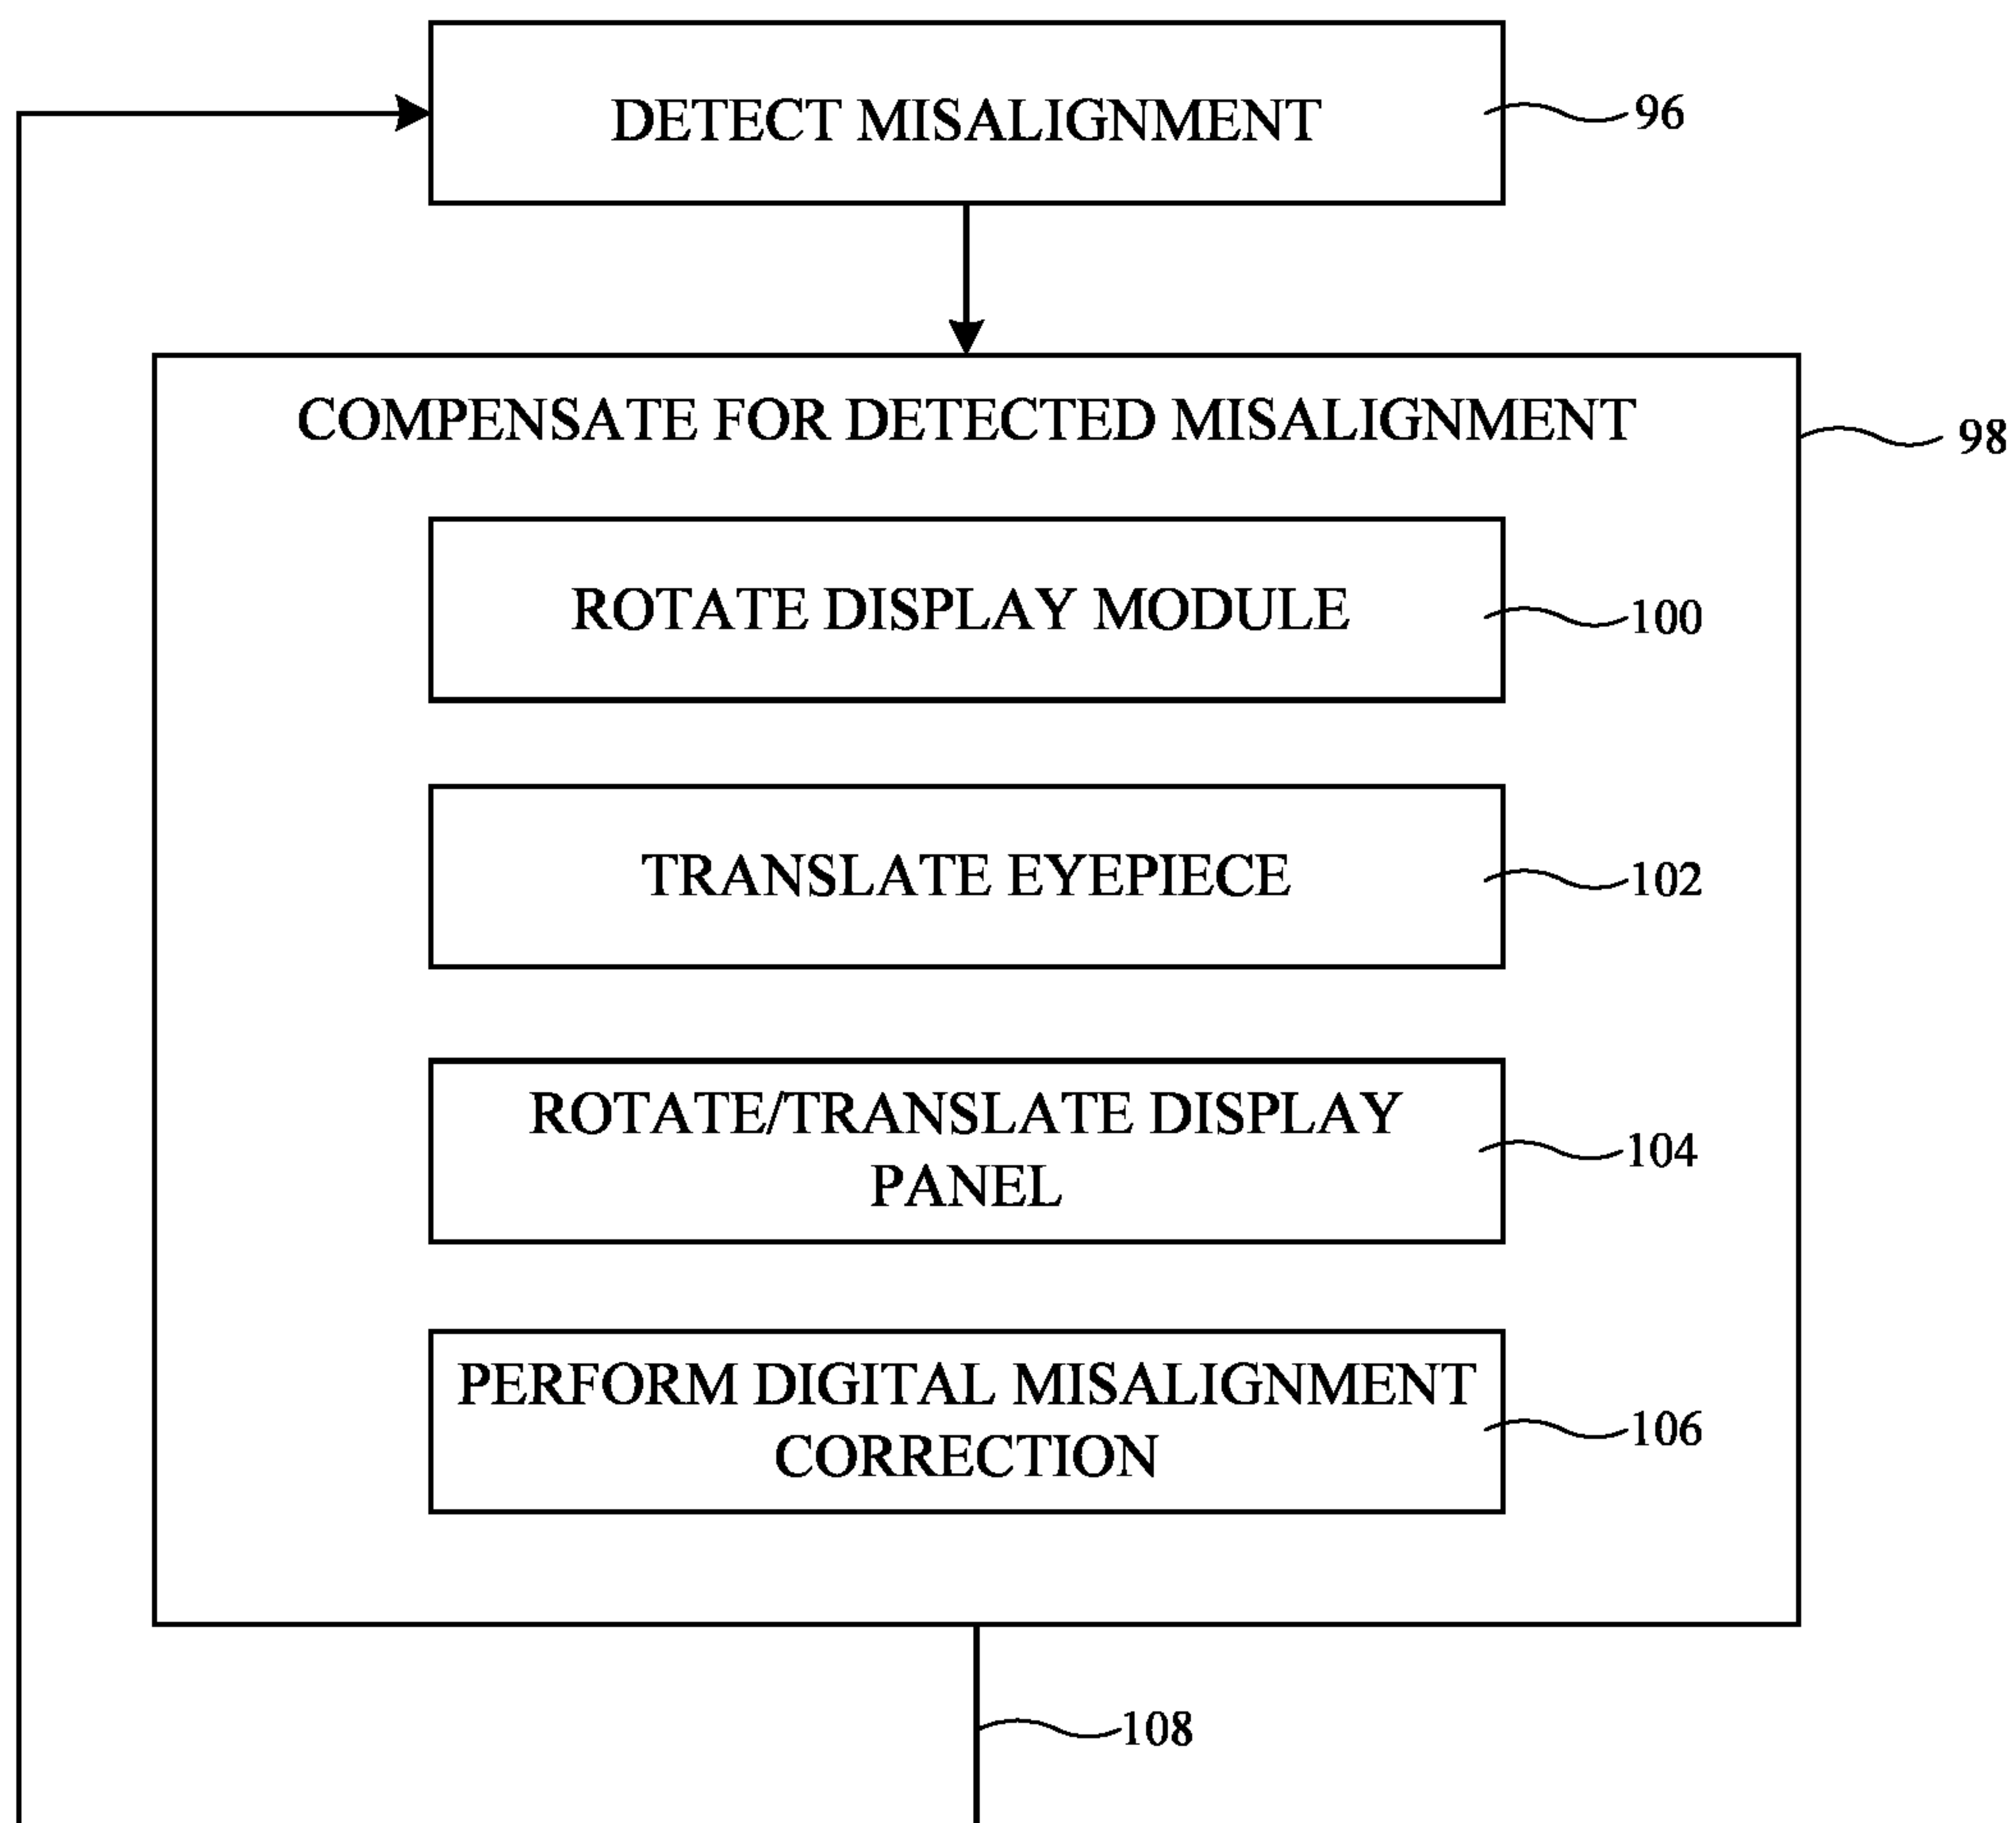 DETECT MISALIGNMENT
96
COMPENSATE FOR DETECTED MISALIGNMENT
98
ROTATE DISPLAY MODULE
100
TRANSLATE EYEPIECE
102
ROTATE/TRANSLATE DISPLAY
PANEL
104
PERFORM DIGITAL MISALIGNMENT
CORRECTION
106
108